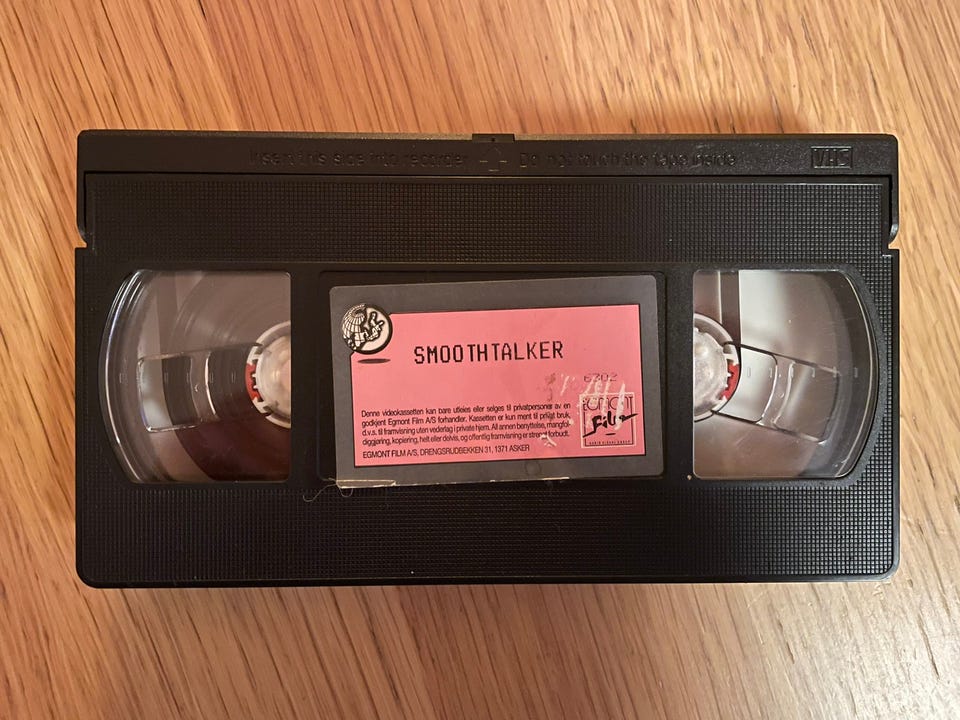 Insert this side into recorder Do not touch the tape inside VHS
SMOOTHTALKER
6202
EGMONT
Film
Denne videokassetten kan bare utleies eller selges til privatpersoner av en
godkjent Egmont Film A/S forhandler. Kassetten er kun ment til privat bruk,
d.v.s. til framvisning uten vederlag i private hjem. All annen benyttelse, mangfol-
diggjøring, kopiering, helt eller delvis, og offentlig framvisning er strengt forbudt.
EGMONT FILM A/S, DRENGSRUDBEKKEN 31, 1371 ASKER